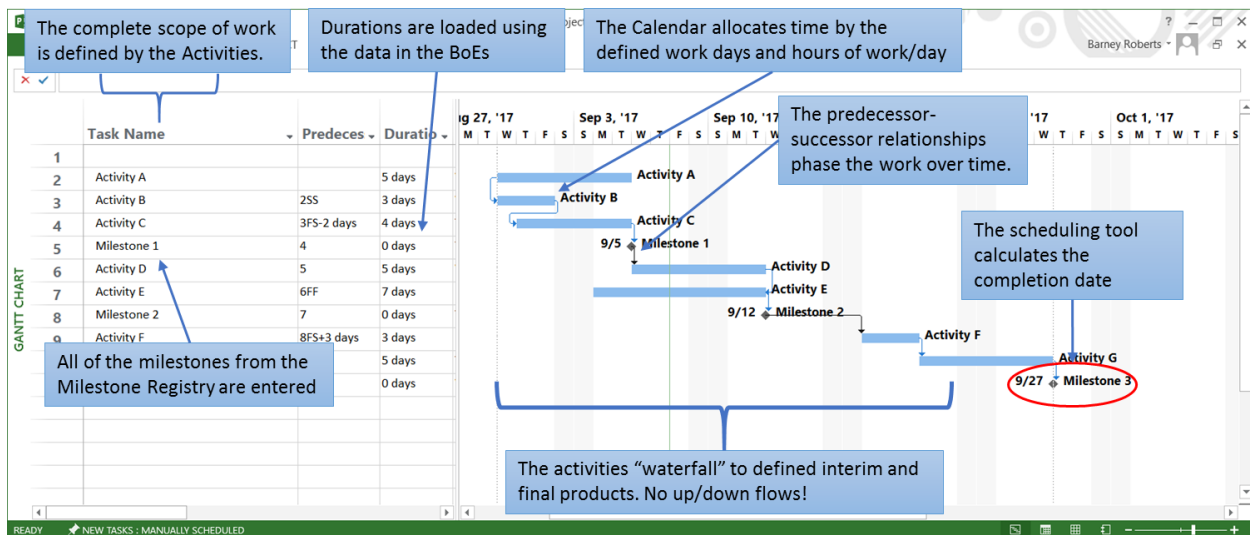 The complete scope of work
is defined by the Activities.
Durations are loaded using
the data in the BoEs
The Calendar allocates time by the
defined work days and hours of work/day
Barney Roberts
The predecessor-
successor relationships
phase the work over time.
Task Name Predeces Duratio
ig 27, '17 Sep 3, '17 Sep 10, '17 '17 Oct 1, '17
M T W T F S S M T W T F S S M T W W T F S S M T W T F S
1
2 Activity A 5 days Activity A
3 Activity B 2SS 3 days Activity B
4 Activity C 3FS-2 days 4 days Activity C
5 Milestone 1 4 0 days 9/5 Milestone 1
6 Activity D 5 5 days Activity D
7 Activity E 6FF 7 days Activity E
8 Milestone 2 7 0 days 9/12 Milestone 2
9 Activity F 8FS+3 days 3 days Activity F
5 days Activity G
0 days 9/27 Milestone 3
The scheduling tool
calculates the
completion date
All of the milestones from the
Milestone Registry are entered
The activities “waterfall” to defined interim and
final products. No up/down flows!
GANTT CHART
READY NEW TASKS : MANUALLY SCHEDULED